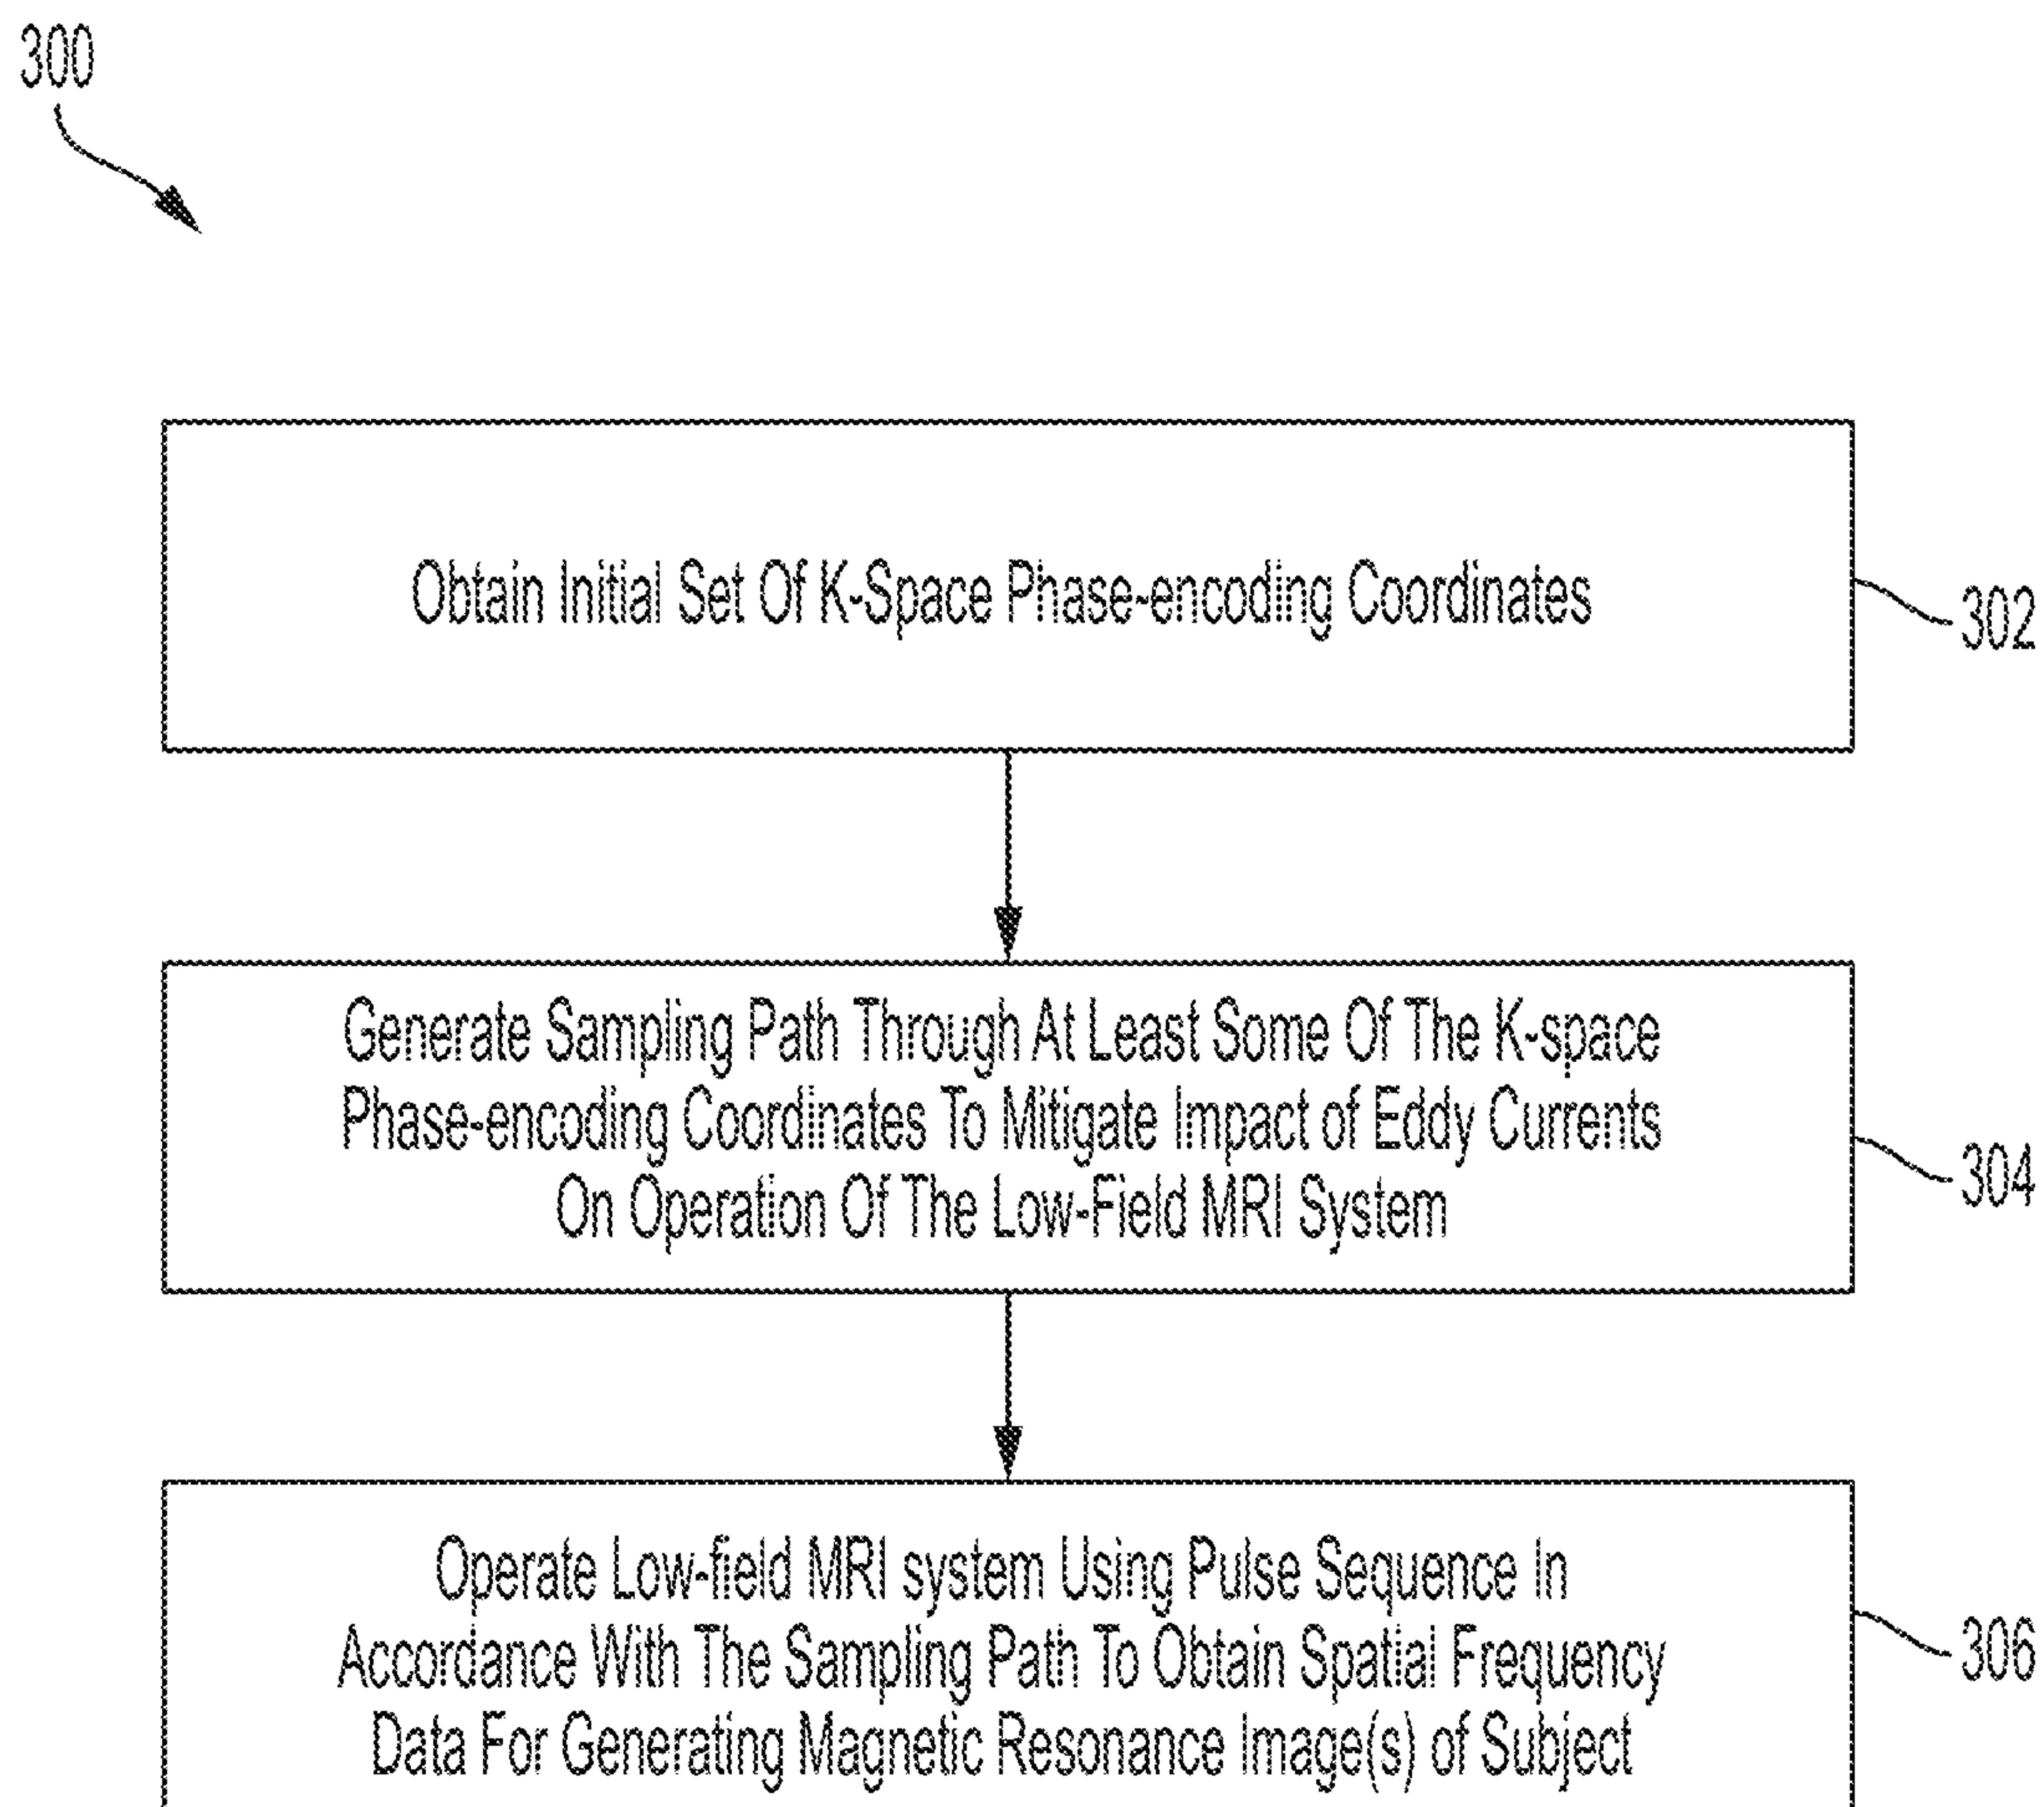 300
Obtain Initial Set Of K-Space Phase-encoding Coordinates
302
Generate Sampling Path Through At Least Some Of The K-space
Phase-encoding Coordinates To Mitigate Impact of Eddy Currents
On Operation Of The Low-Field MRI System
304
Operate Low-field MRI system Using Pulse Sequence In
Accordance With The Sampling Path To Obtain Spatial Frequency
Data For Generating Magnetic Resonance Image(s) of Subject
306